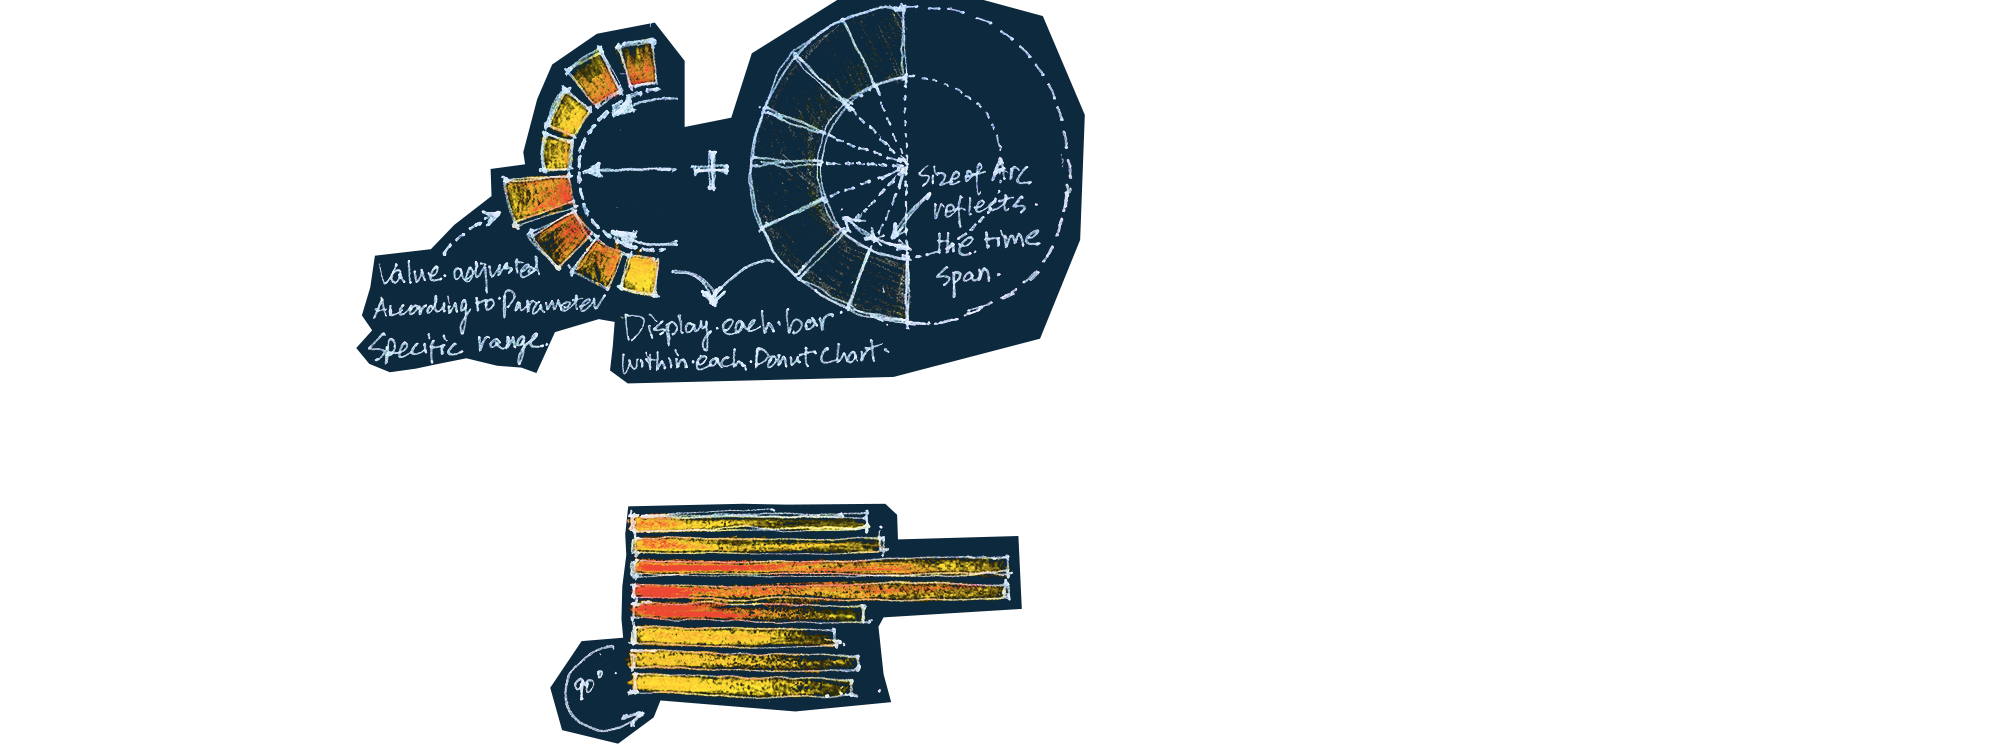 Size of Arc
reflects.
the time
span.
Value. adjusted
According to. Parameter
Specific range.
Display. each. bar.
within. each. Donut Chart.
90°